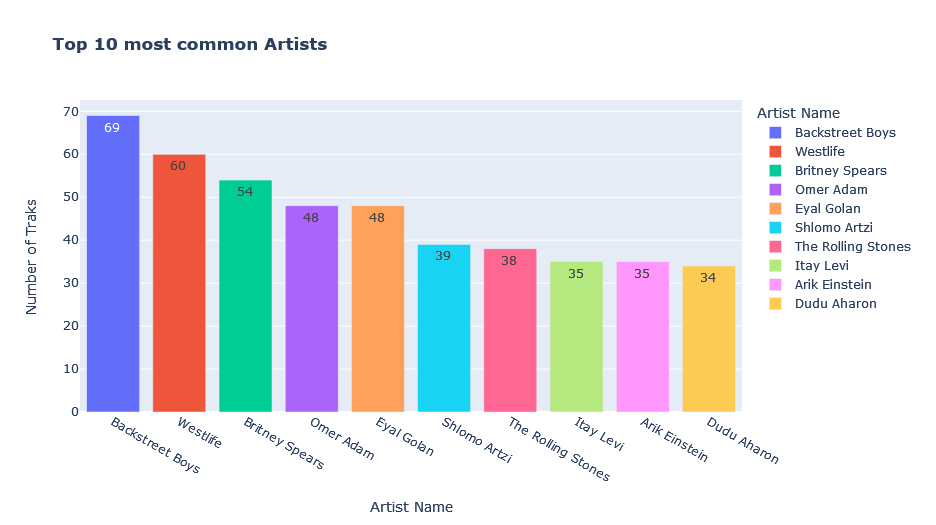 Top 10 most common Artists
Number of Traks
70
60
50
40
30
20
10
0
69
60
54
48
48
39
38
35
35
34
Backstreet Boys
Westlife
Britney Spears
Omer Adam
Eyal Golan
Shlomo Artzi
The Rolling Stones
Itay Levi
Arik Einstein
Dudu Aharon
Artist Name
Artist Name
Backstreet Boys
Westlife
Britney Spears
Omer Adam
Eyal Golan
Shlomo Artzi
The Rolling Stones
Itay Levi
Arik Einstein
Dudu Aharon